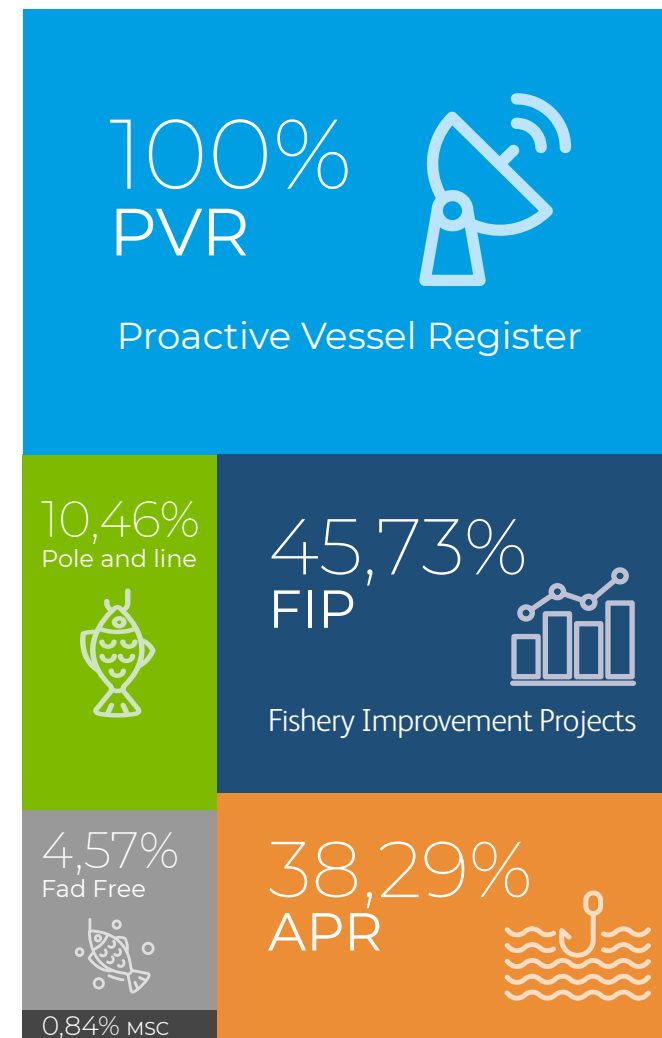 100%
PVR
Proactive Vessel Register
10,46%
Pole and line
45,73%
FIP
Fishery Improvement Projects
4,57%
Fad Free
38,29%
APR
0,84% MSC